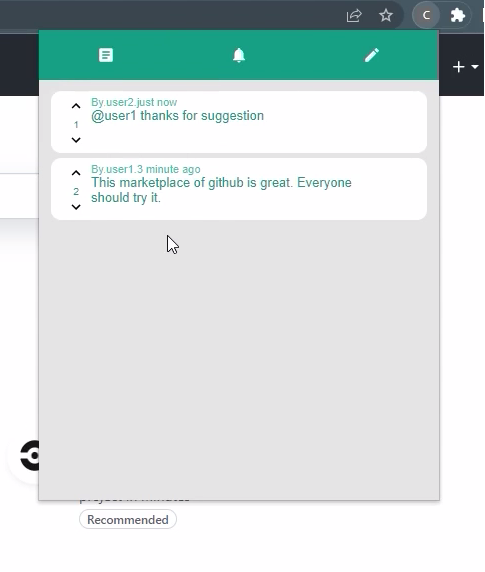 C
By.user2.just now
1
@user1 thanks for suggestion
By.user1.3 minute ago
2
This marketplace of github is great. Everyone
should try it.
Recommended